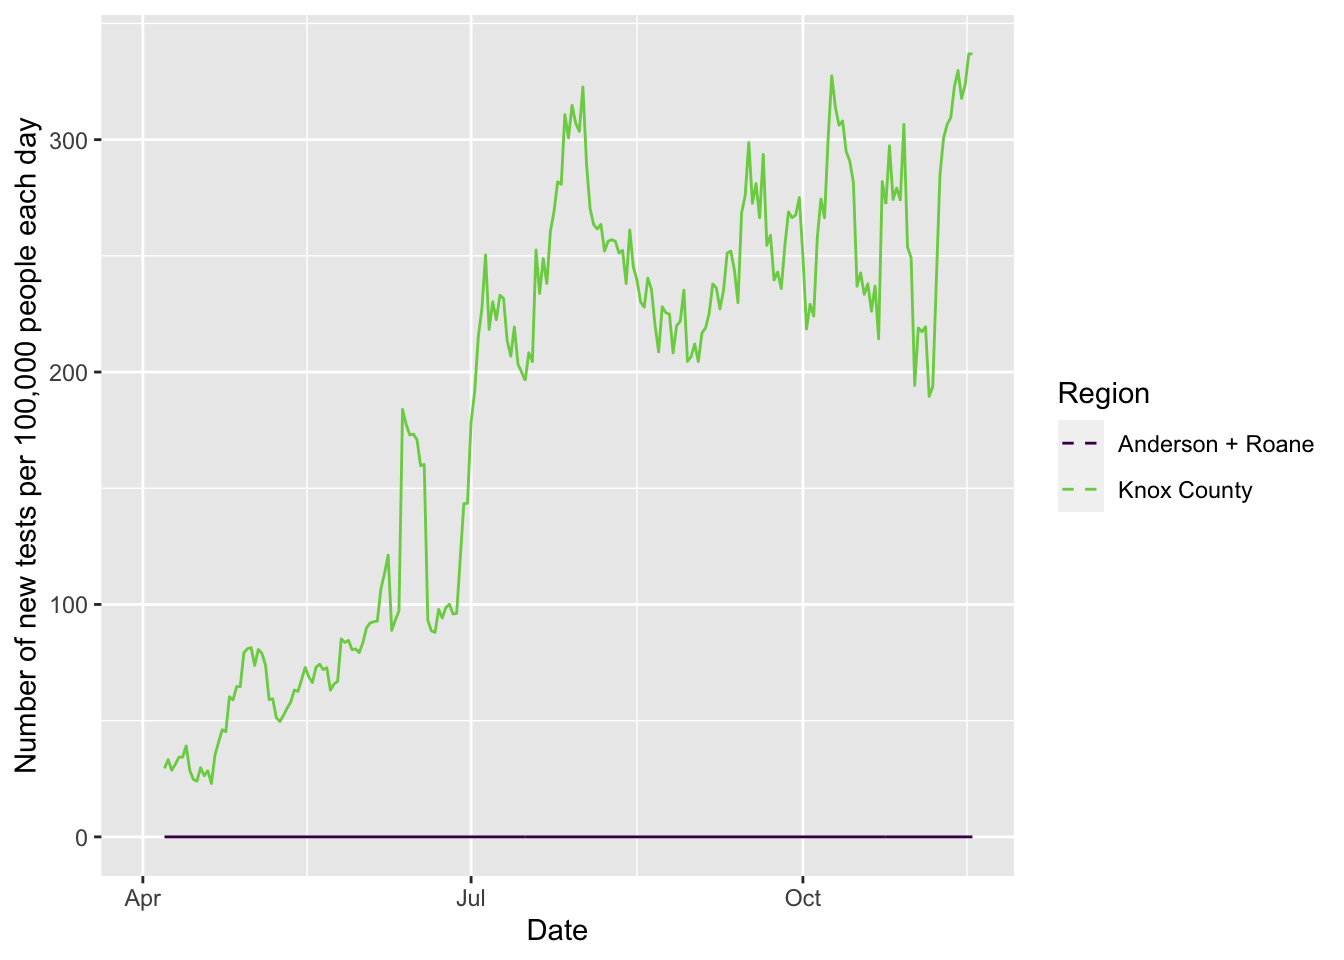 Number of new tests per 100,000 people each day
300
200
100
0
Apr
Jul
Oct
Date
Region
Anderson + Roane
Knox County